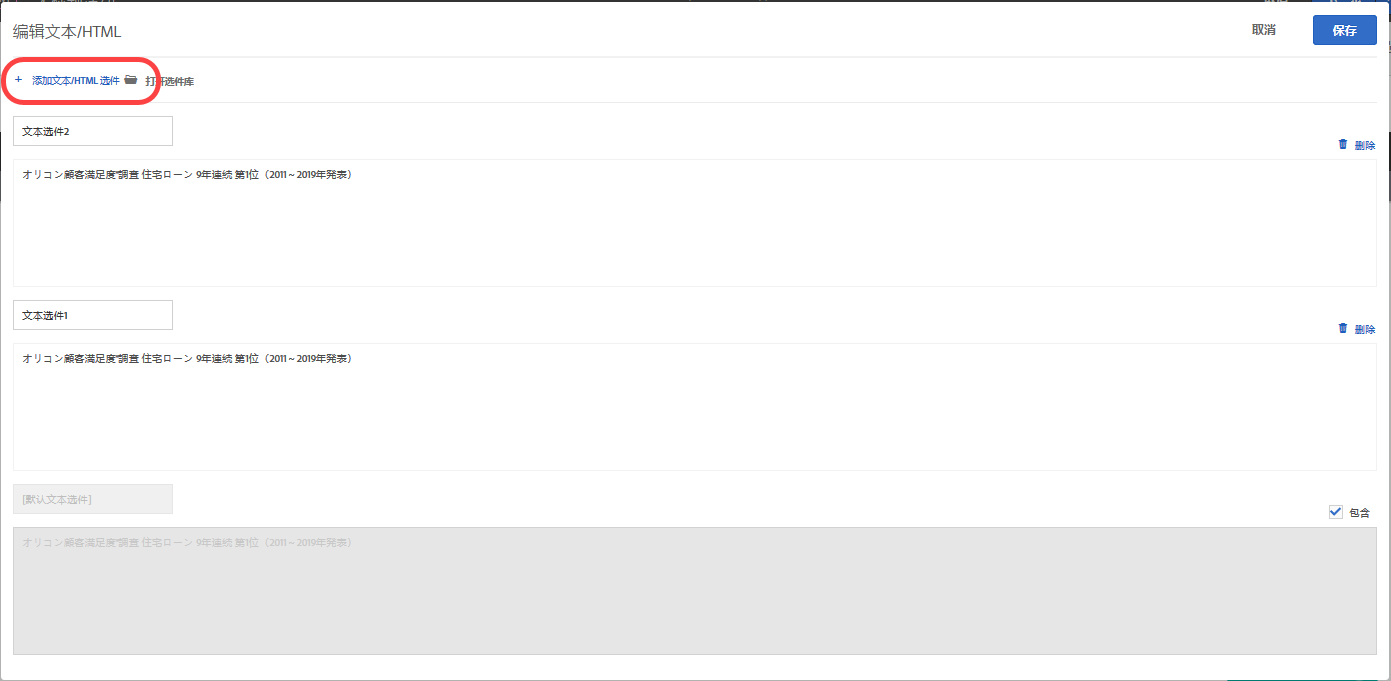 编辑文本/HTML
取消
保存
+ 添加文本/HTML 选件 打开选件库
文本选件2
删除
オリコン顧客満足度®調査 住宅ローン 9年連続 第1位（2011～2019年発表）
文本选件1
删除
オリコン顧客満足度®調査 住宅ローン 9年連続 第1位（2011～2019年発表）
[默认文本选件]
包含
オリコン顧客満足度®調査 住宅ローン 9年連続 第1位（2011～2019年発表）